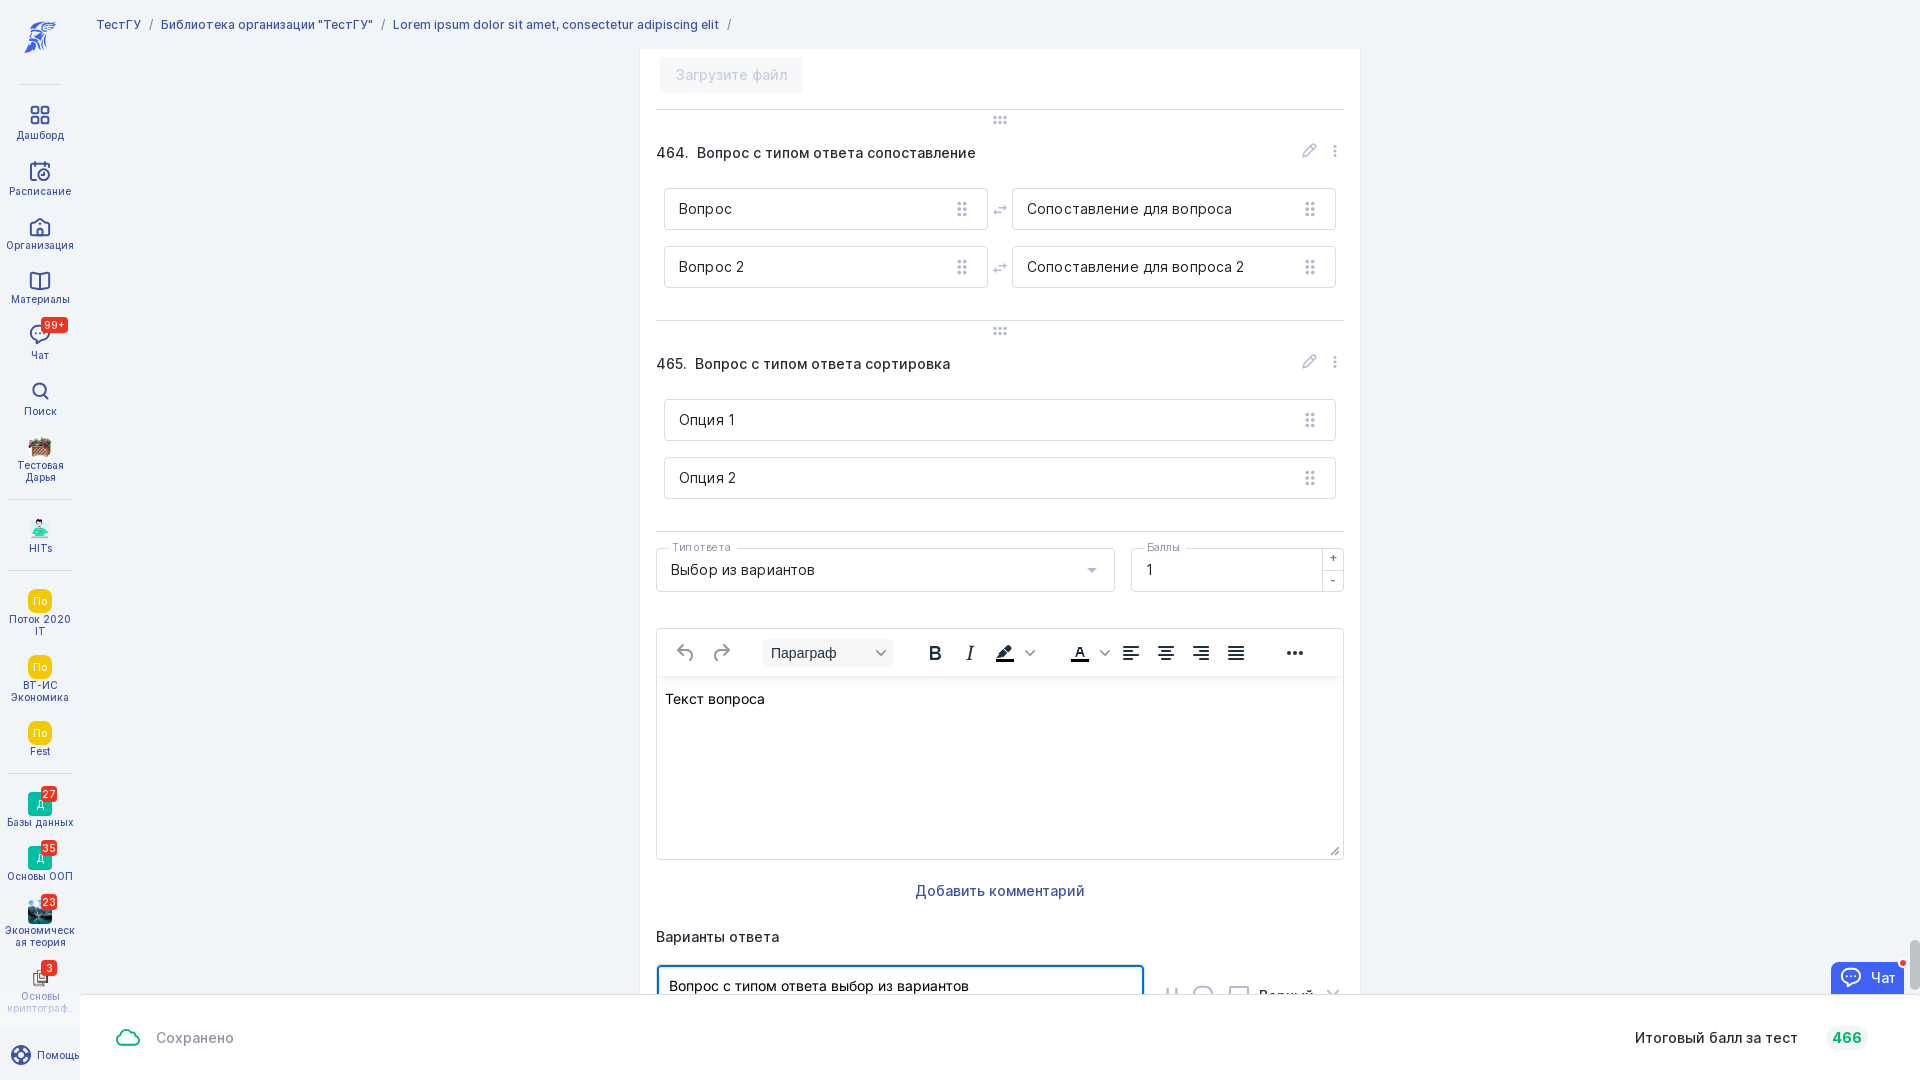 ТестГУ / Библиотека организации "ТестГУ" / Lorem ipsum dolor sit amet, consectetur adipiscing elit /
Дашборд
Расписание
Организация
Материалы
99+
Чат
Поиск
Тестовая
Дарья
HITs
По
Поток 2020
IT
По
ВТ-ИС
Экономика
По
Fest
27
Д
Базы данных
35
Д
Основы ООП
23
Экономическ
ая теория
3
Основы
криптограф...
Помощь
Загрузите файл
464. Вопрос с типом ответа сопоставление
Вопрос
Сопоставление для вопроса
Вопрос 2
Сопоставление для вопроса 2
465. Вопрос с типом ответа сортировка
Опция 1
Опция 2
Тип ответа
Выбор из вариантов
Баллы
1
+
-
Параграф
Текст вопроса
Добавить комментарий
Варианты ответа
Вопрос с типом ответа выбор из вариантов
Верный
Чат
Сохранено
Итоговый балл за тест 466